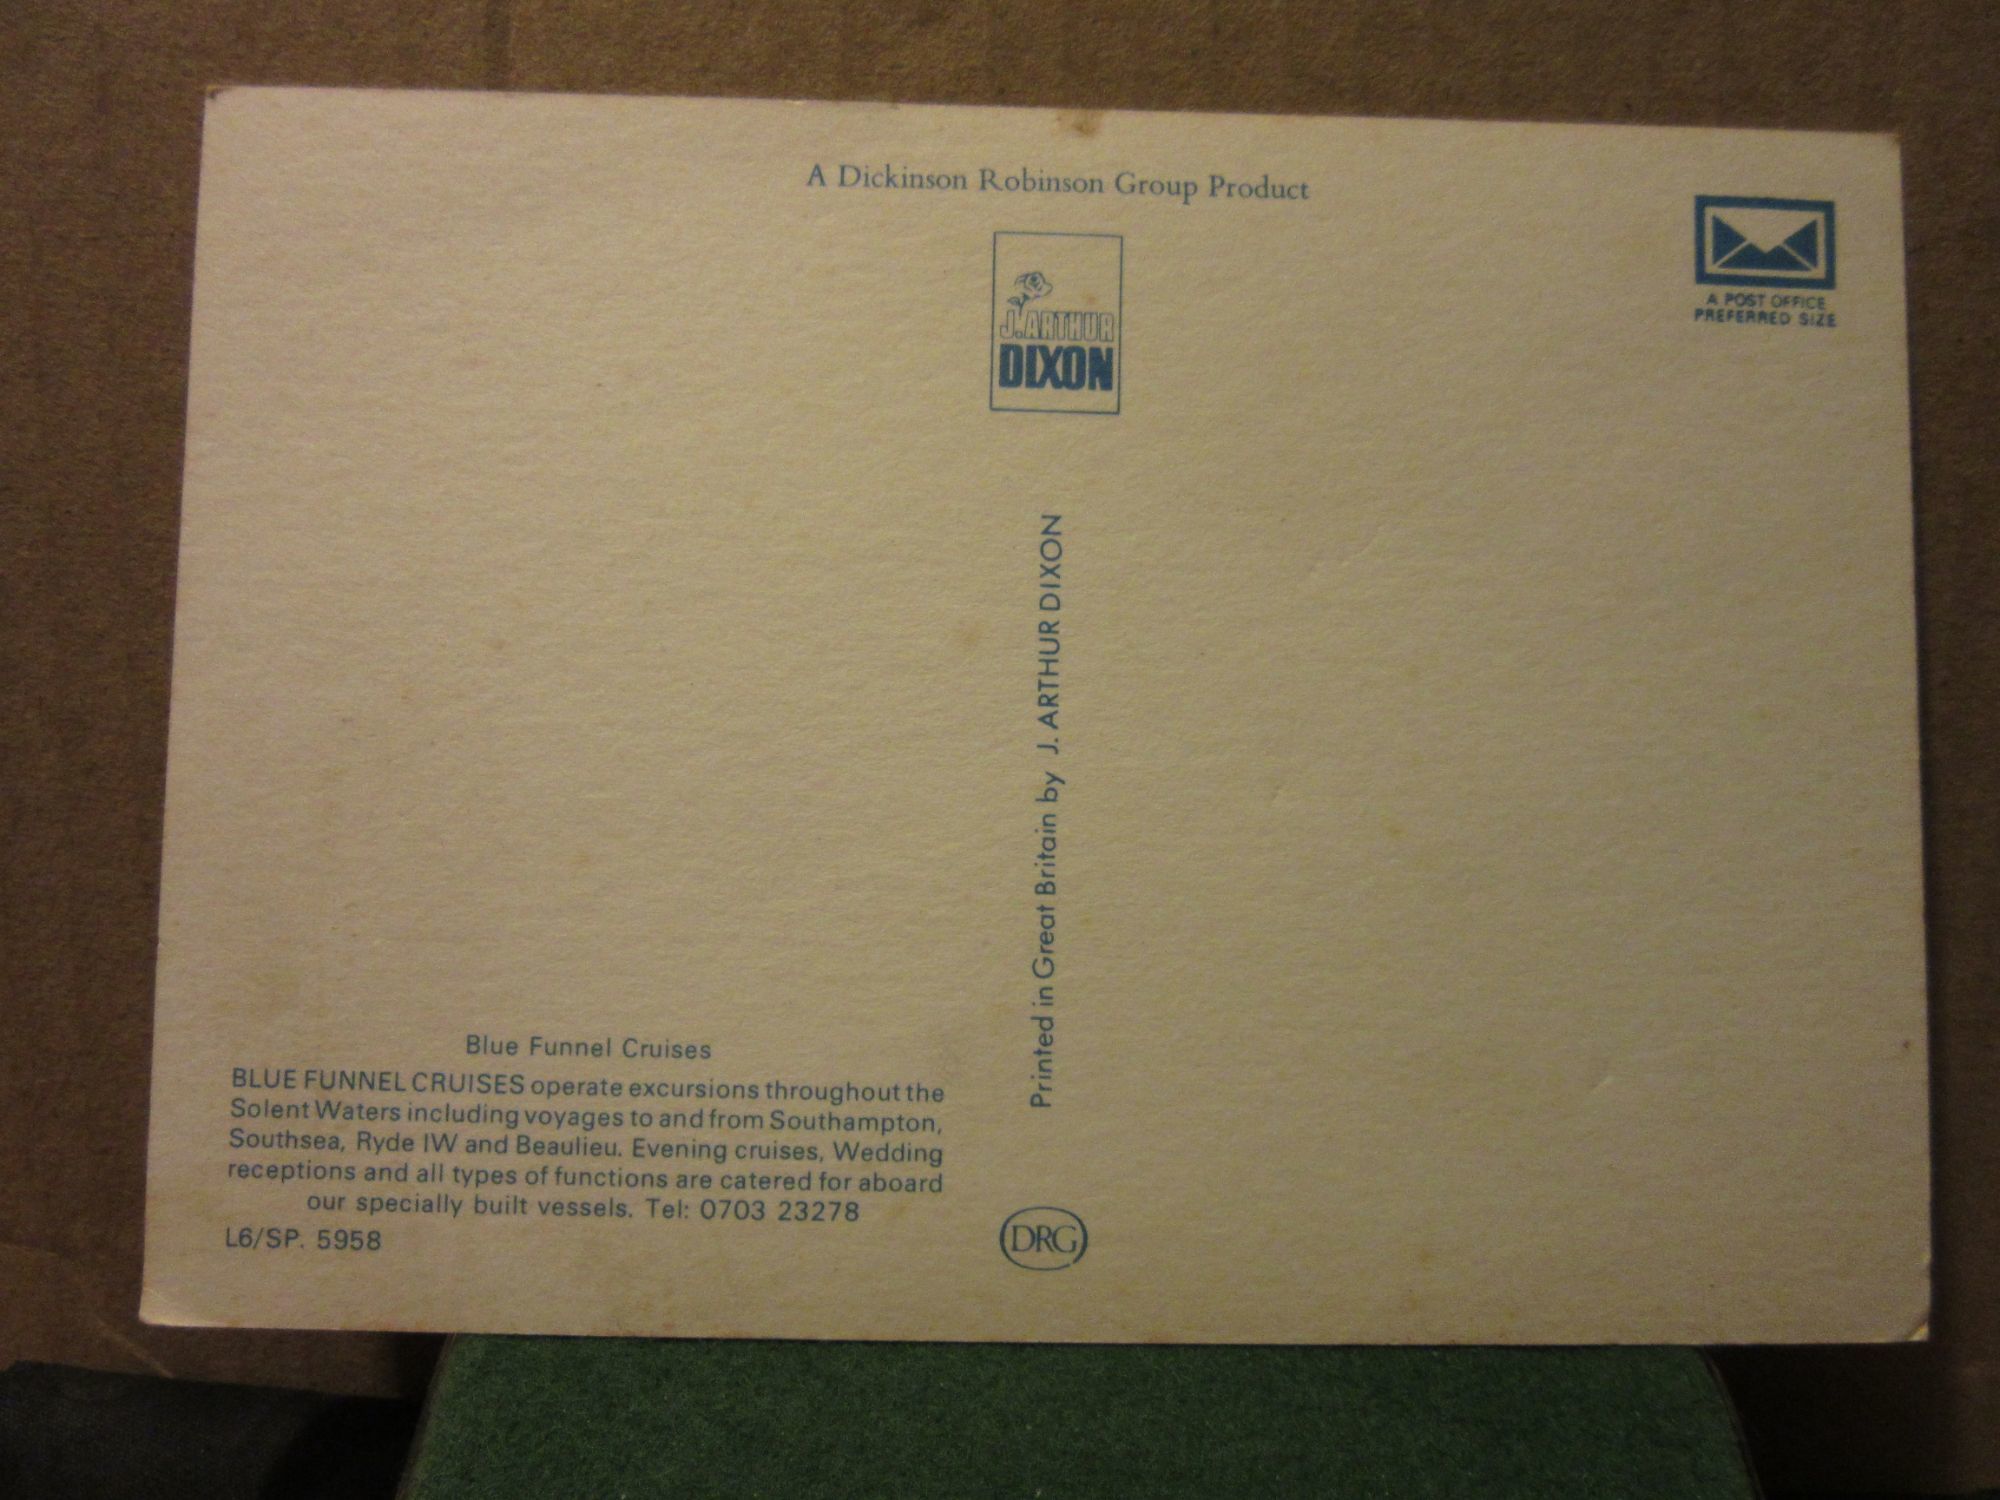 A Dickinson Robinson Group Product
J. ARTHUR
DIXON
A POST OFFICE
PREFERRED SIZE
Printed in Great Britain by J. ARTHUR DIXON
Blue Funnel Cruises
BLUE FUNNEL CRUISES operate excursions throughout the
Solent Waters including voyages to and from Southampton,
Southsea, Ryde IW and Beaulieu. Evening cruises, Wedding
receptions and all types of functions are catered for aboard
our specially built vessels. Tel: 0703 23278
L6/SP. 5958
DRG